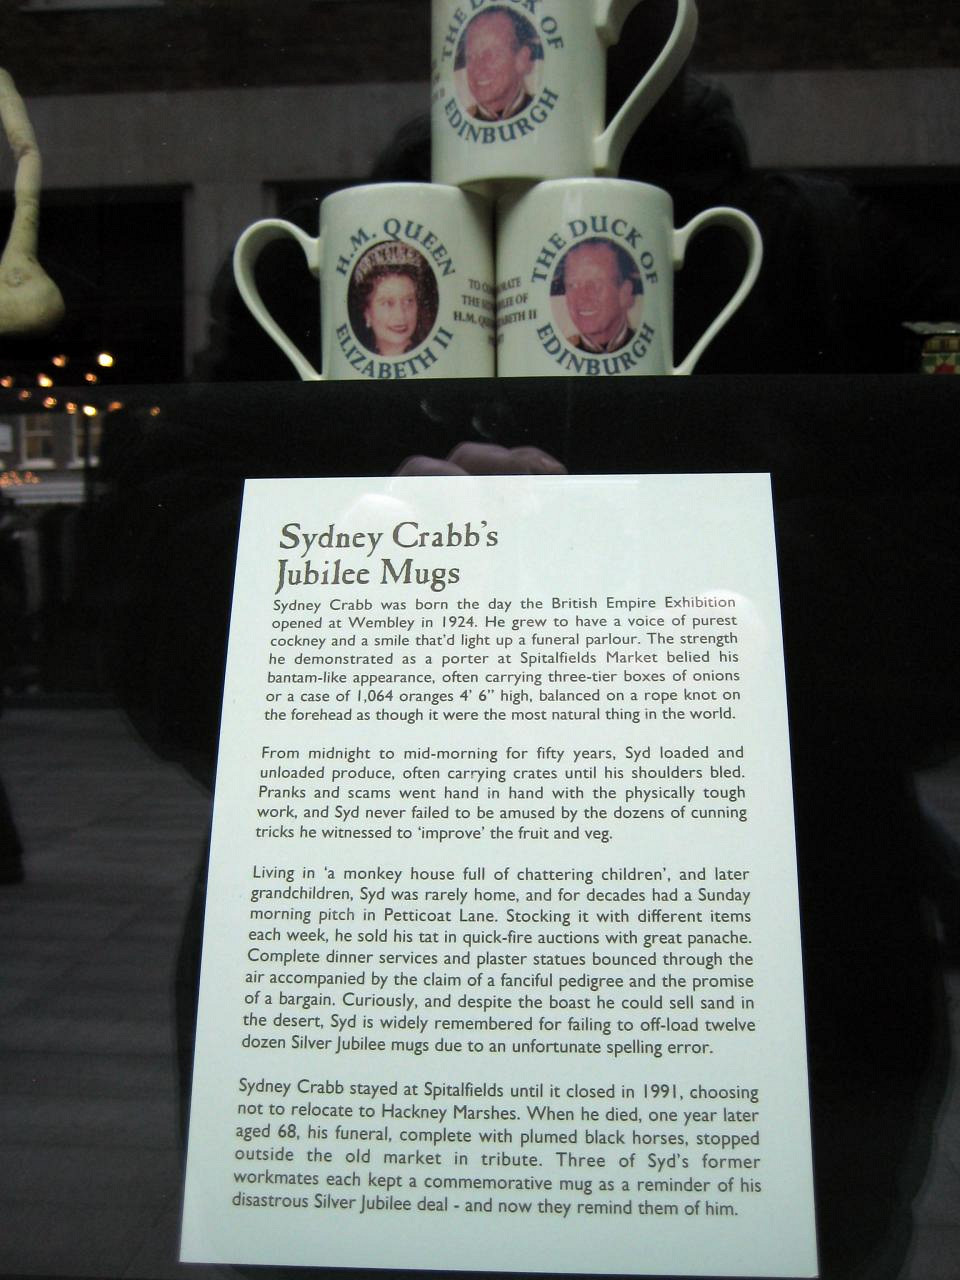 THE DUCK OF
EDINBURGH
H.M. QUEEN
ELIZABETH II
THE DUCK OF
EDINBURGH
Sydney Crabb's
Jubilee Mugs
Sydney Crabb was born the day the British Empire Exhibition
opened at Wembley in 1924. He grew to have a voice of purest
cockney and a smile that'd light up a funeral parlour. The strength
he demonstrated as a porter at Spitalfields Market belied his
bantam-like appearance, often carrying three-tier boxes of onions
or a case of 1,064 oranges 4' 6" high, balanced on a rope knot on
the forehead as though it were the most natural thing in the world.
From midnight to mid-morning for fifty years, Syd loaded and
unloaded produce, often carrying crates until his shoulders bled.
Pranks and scams went hand in hand with the physically tough
work, and Syd never failed to be amused by the dozens of cunning
tricks he witnessed to 'improve' the fruit and veg.
Living in 'a monkey house full of chattering children', and later
grandchildren, Syd was rarely home, and for decades had a Sunday
morning pitch in Petticoat Lane. Stocking it with different items
each week, he sold his tat in quick-fire auctions with great panache.
Complete dinner services and plaster statues bounced through the
air accompanied by the claim of a fanciful pedigree and the promise
of a bargain. Curiously, and despite the boast he could sell sand in
the desert, Syd is widely remembered for failing to off-load twelve
dozen Silver Jubilee mugs due to an unfortunate spelling error.
Sydney Crabb stayed at Spitalfields until it closed in 1991, choosing
not to relocate to Hackney Marshes. When he died, one year later
aged 68, his funeral, complete with plumed black horses, stopped
outside the old market in tribute. Three of Syd's former
workmates each kept a commemorative mug as a reminder of his
disastrous Silver Jubilee deal - and now they remind them of him.